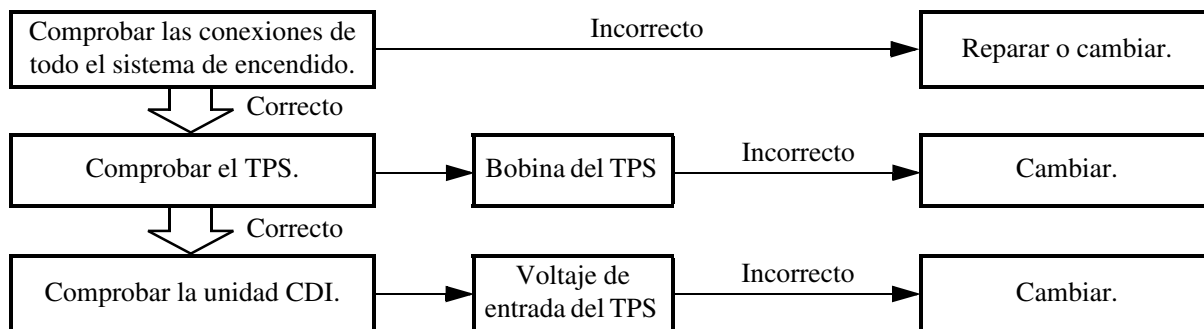 Comprobar las conexiones de
todo el sistema de encendido.
Incorrecto
Reparar o cambiar.
Correcto
Comprobar el TPS.
Bobina del TPS
Incorrecto
Cambiar.
Correcto
Comprobar la unidad CDI.
Voltaje de
entrada del TPS
Incorrecto
Cambiar.